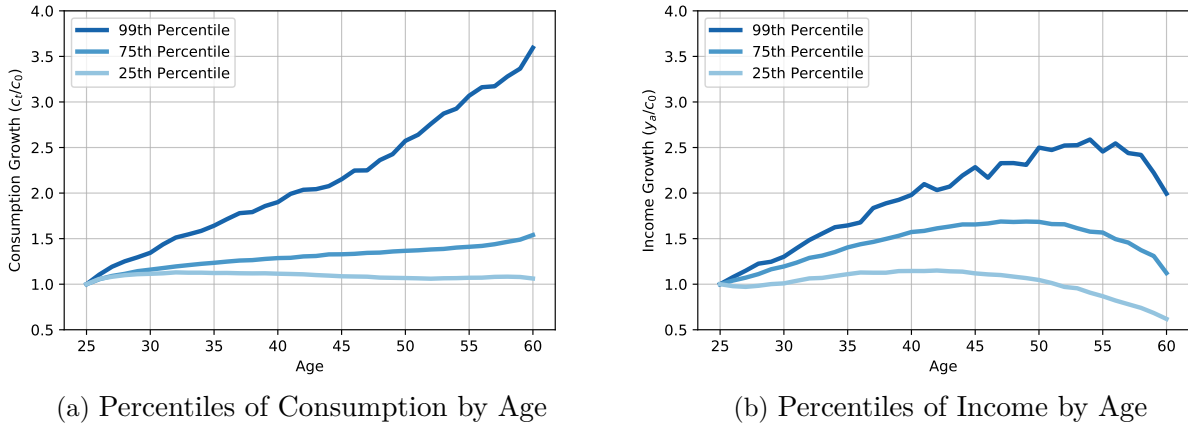 4.0
3.5
3.0
2.5
2.0
1.5
1.0
0.5
Consumption Growth (c_t/c_0)
99th Percentile
75th Percentile
25th Percentile
25 30 35 40 45 50 55 60
Age
(a) Percentiles of Consumption by Age
4.0
3.5
3.0
2.5
2.0
1.5
1.0
0.5
Income Growth (y_a/c_0)
99th Percentile
75th Percentile
25th Percentile
25 30 35 40 45 50 55 60
Age
(b) Percentiles of Income by Age